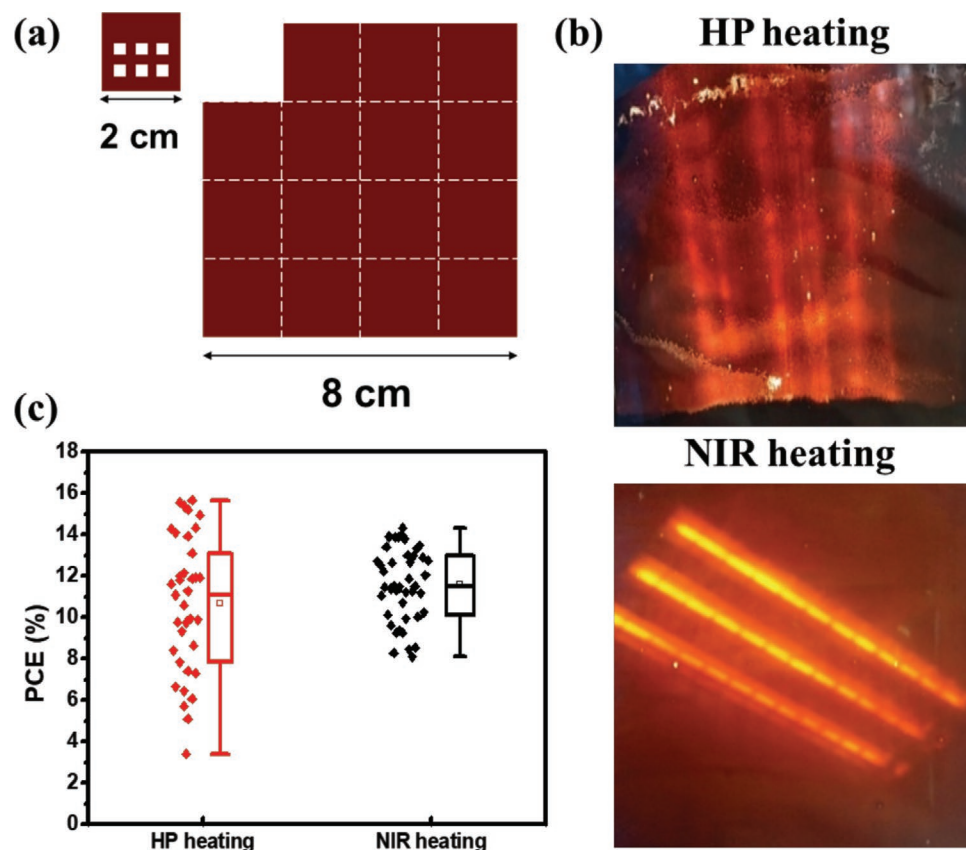 (a)
2 cm
8 cm
(b)
HP heating
NIR heating
(c)
18
16
14
12
10
8
6
4
2
0
PCE (%)
HP heating
NIR heating